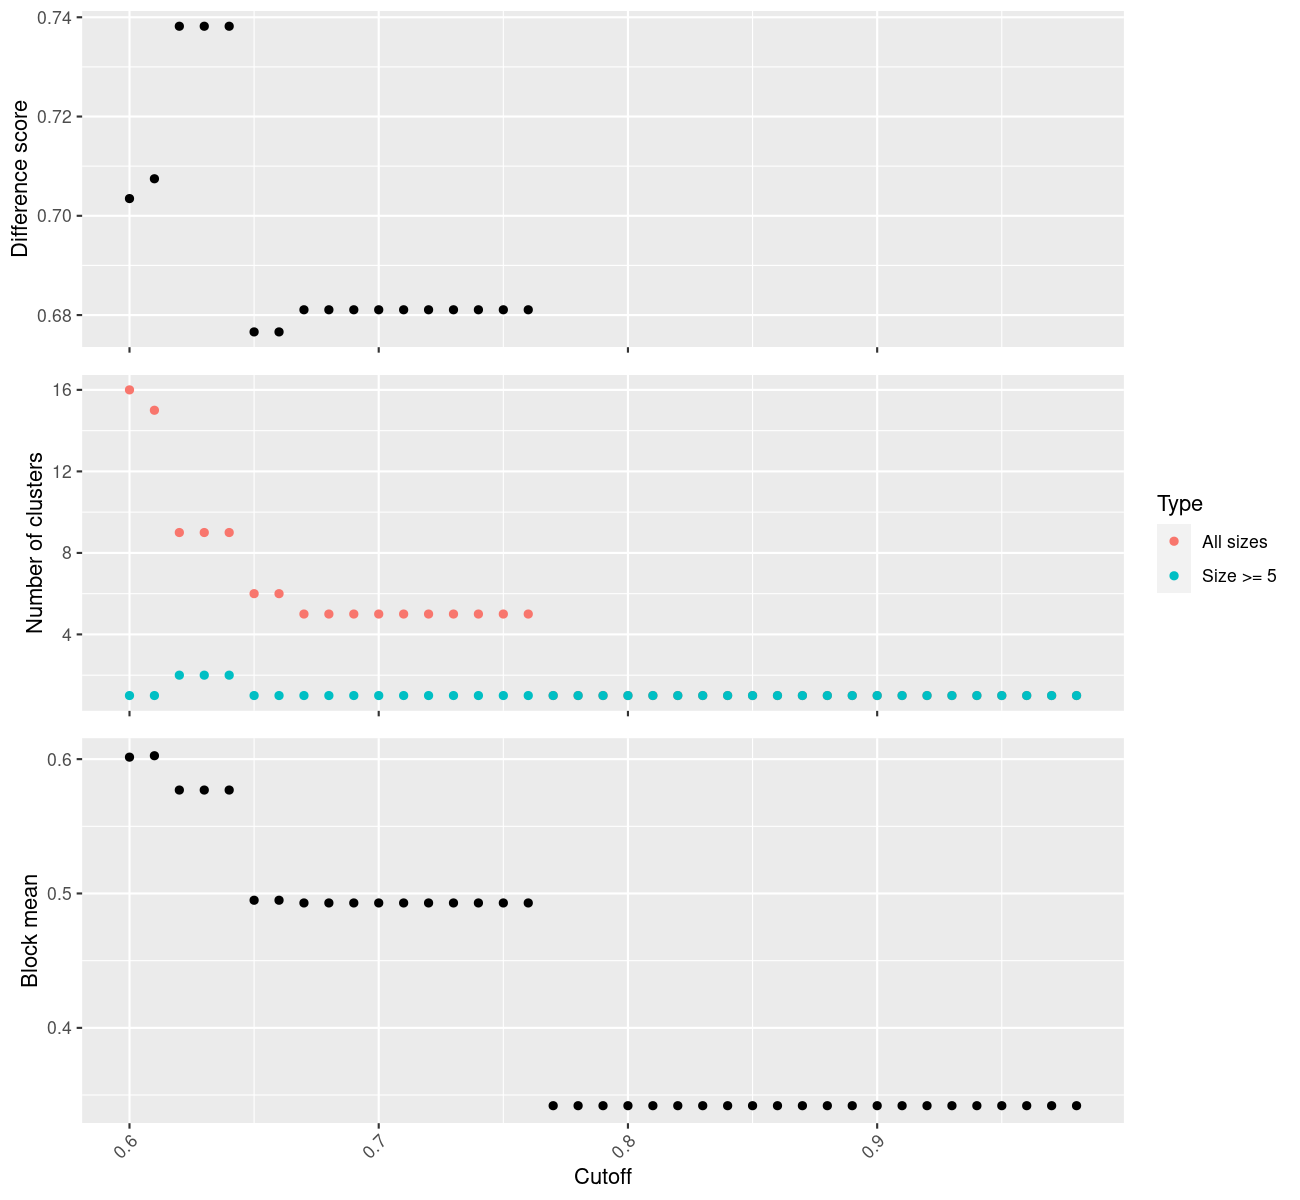 Difference score
0.74
0.72
0.70
0.68
Number of clusters
16
12
8
4
Type
All sizes
Size >= 5
Block mean
0.6
0.5
0.4
0.6 0.7 0.8 0.9
Cutoff